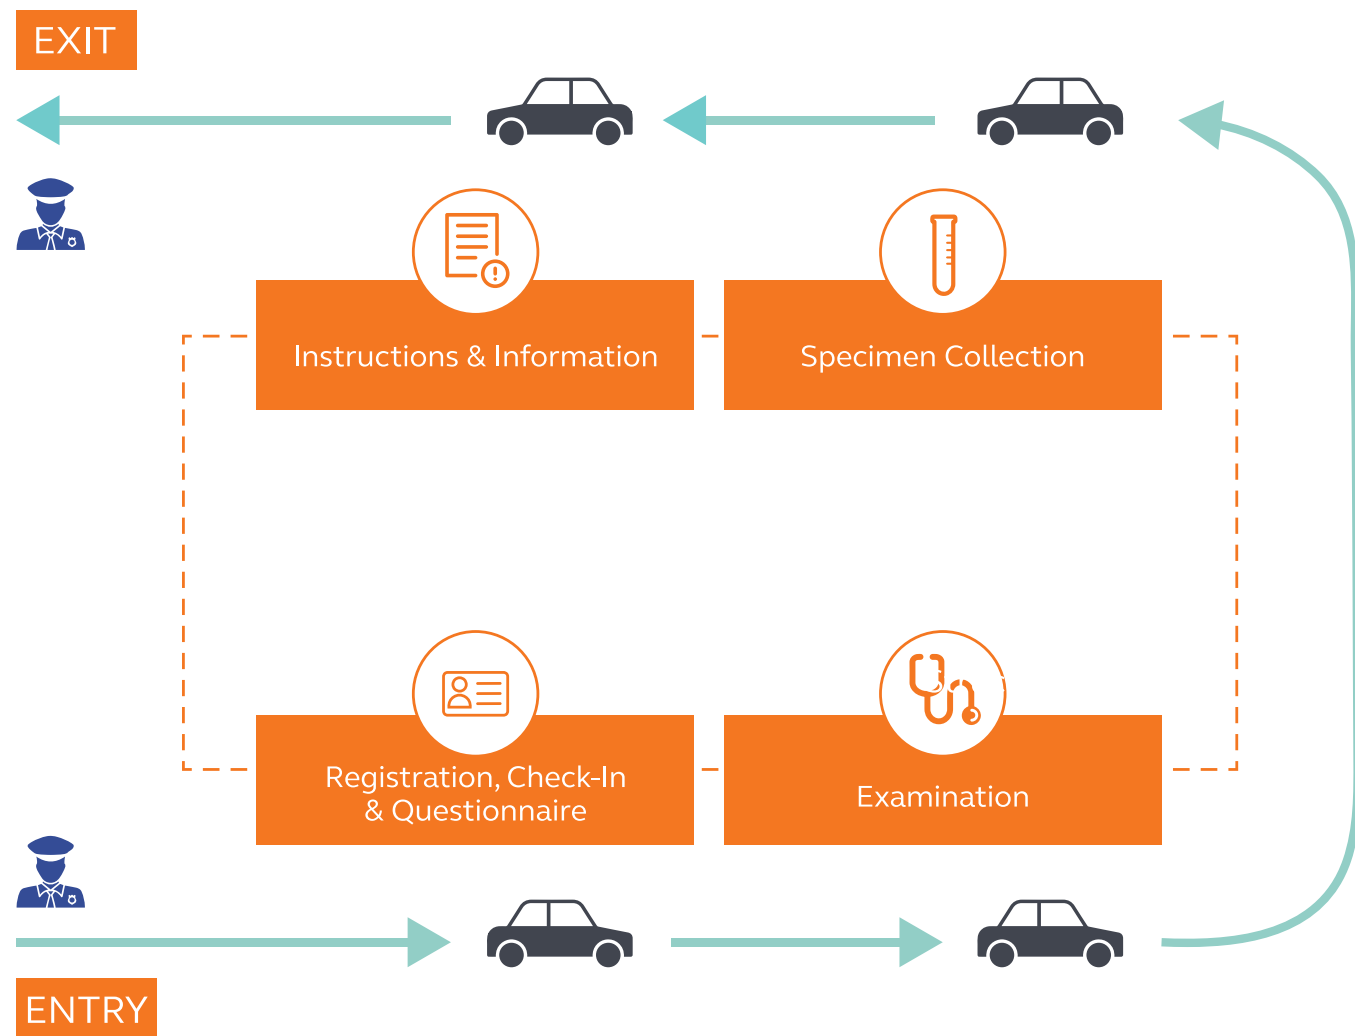 EXIT
Instructions & Information
Specimen Collection
Registration, Check-In
& Questionnaire
Examination
ENTRY